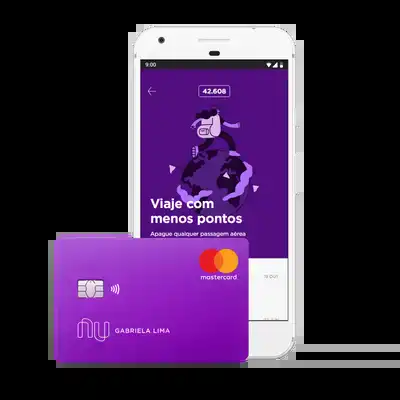 9:00
42.608
Viaje com
menos pontos
Apague qualquer passagem aérea
mastercard
nu
GABRIELA LIMA